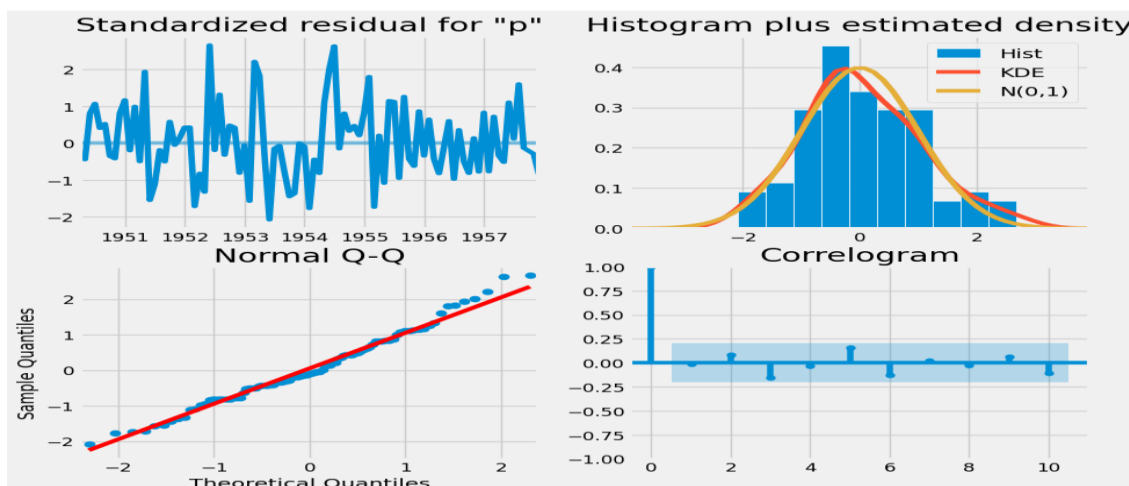 Standardized residual for "p"
2
1
0
−1
−2
1951 1952 1953 1954 1955 1956 1957
Histogram plus estimated density
Hist
KDE
N(0,1)
0.4
0.3
0.2
0.1
0.0
−2 0 2
Normal Q-Q
Sample Quantiles
2
1
0
−1
−2
−2 −1 0 1 2
Theoretical Quantiles
Correlogram
1.00
0.75
0.50
0.25
0.00
−0.25
−0.50
−0.75
−1.00
0 2 4 6 8 10